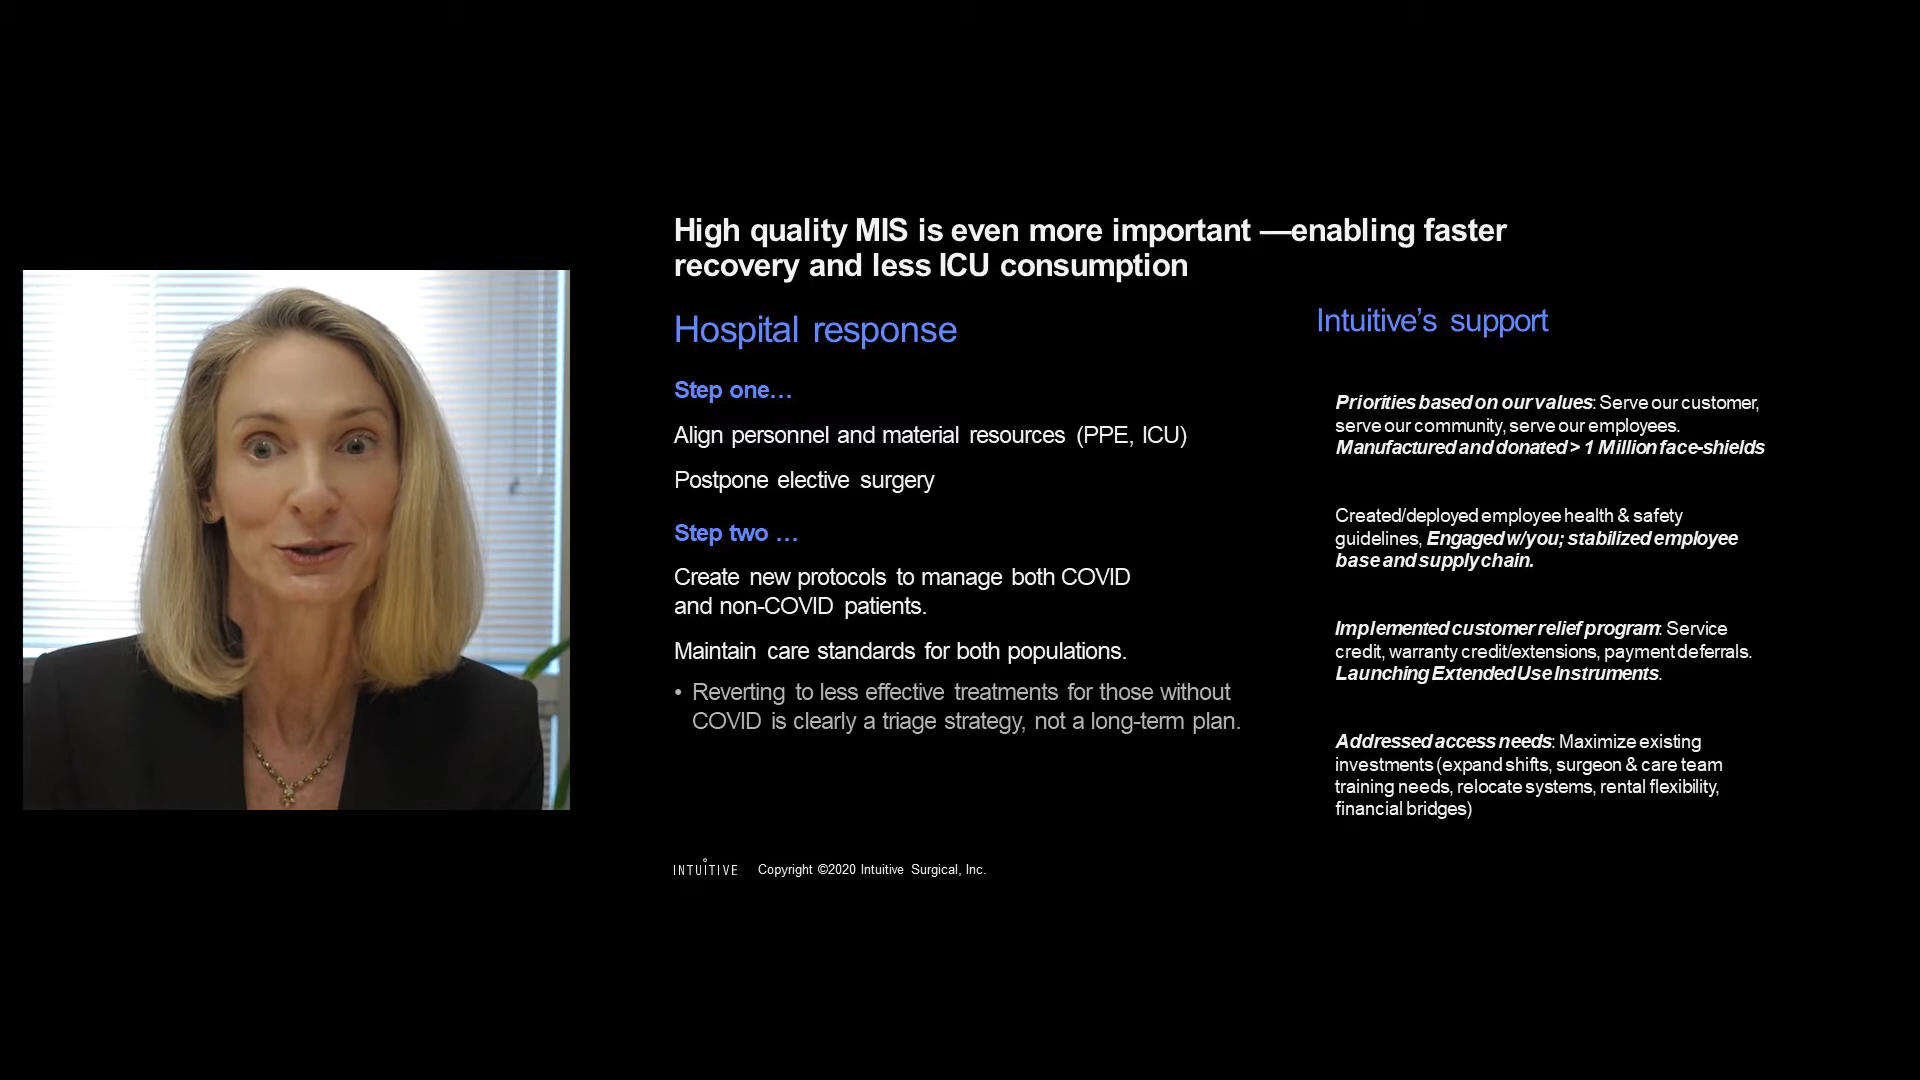 High quality MIS is even more important —enabling faster
recovery and less ICU consumption
Hospital response
Step one…
Align personnel and material resources (PPE, ICU)
Postpone elective surgery
Step two …
Create new protocols to manage both COVID
and non-COVID patients.
Maintain care standards for both populations.
• Reverting to less effective treatments for those without
COVID is clearly a triage strategy, not a long-term plan.
Intuitive’s support
Priorities based on our values: Serve our customer,
serve our community, serve our employees.
Manufactured and donated > 1 Million face-shields
Created/deployed employee health & safety
guidelines, Engaged w/you; stabilized employee
base and supply chain.
Implemented customer relief program: Service
credit, warranty credit/extensions, payment deferrals.
Launching Extended Use Instruments.
Addressed access needs: Maximize existing
investments (expand shifts, surgeon & care team
training needs, relocate systems, rental flexibility,
financial bridges)
INTUITIVE Copyright ©2020 Intuitive Surgical, Inc.